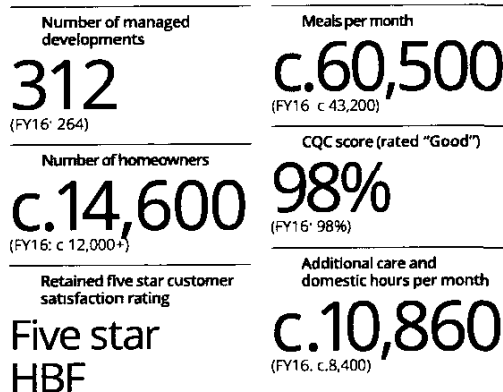 Number of managed
developments
312
(FY16· 264)
Number of homeowners
c.14,600
(FY16: c 12,000+)
Retained five star customer
satisfaction rating
Five star
HBF
Meals per month
c.60,500
(FY16 c 43,200)
CQC score (rated “Good”)
98%
(FY16· 98%)
Additional care and
domestic hours per month
c.10,860
(FY16. c.8,400)